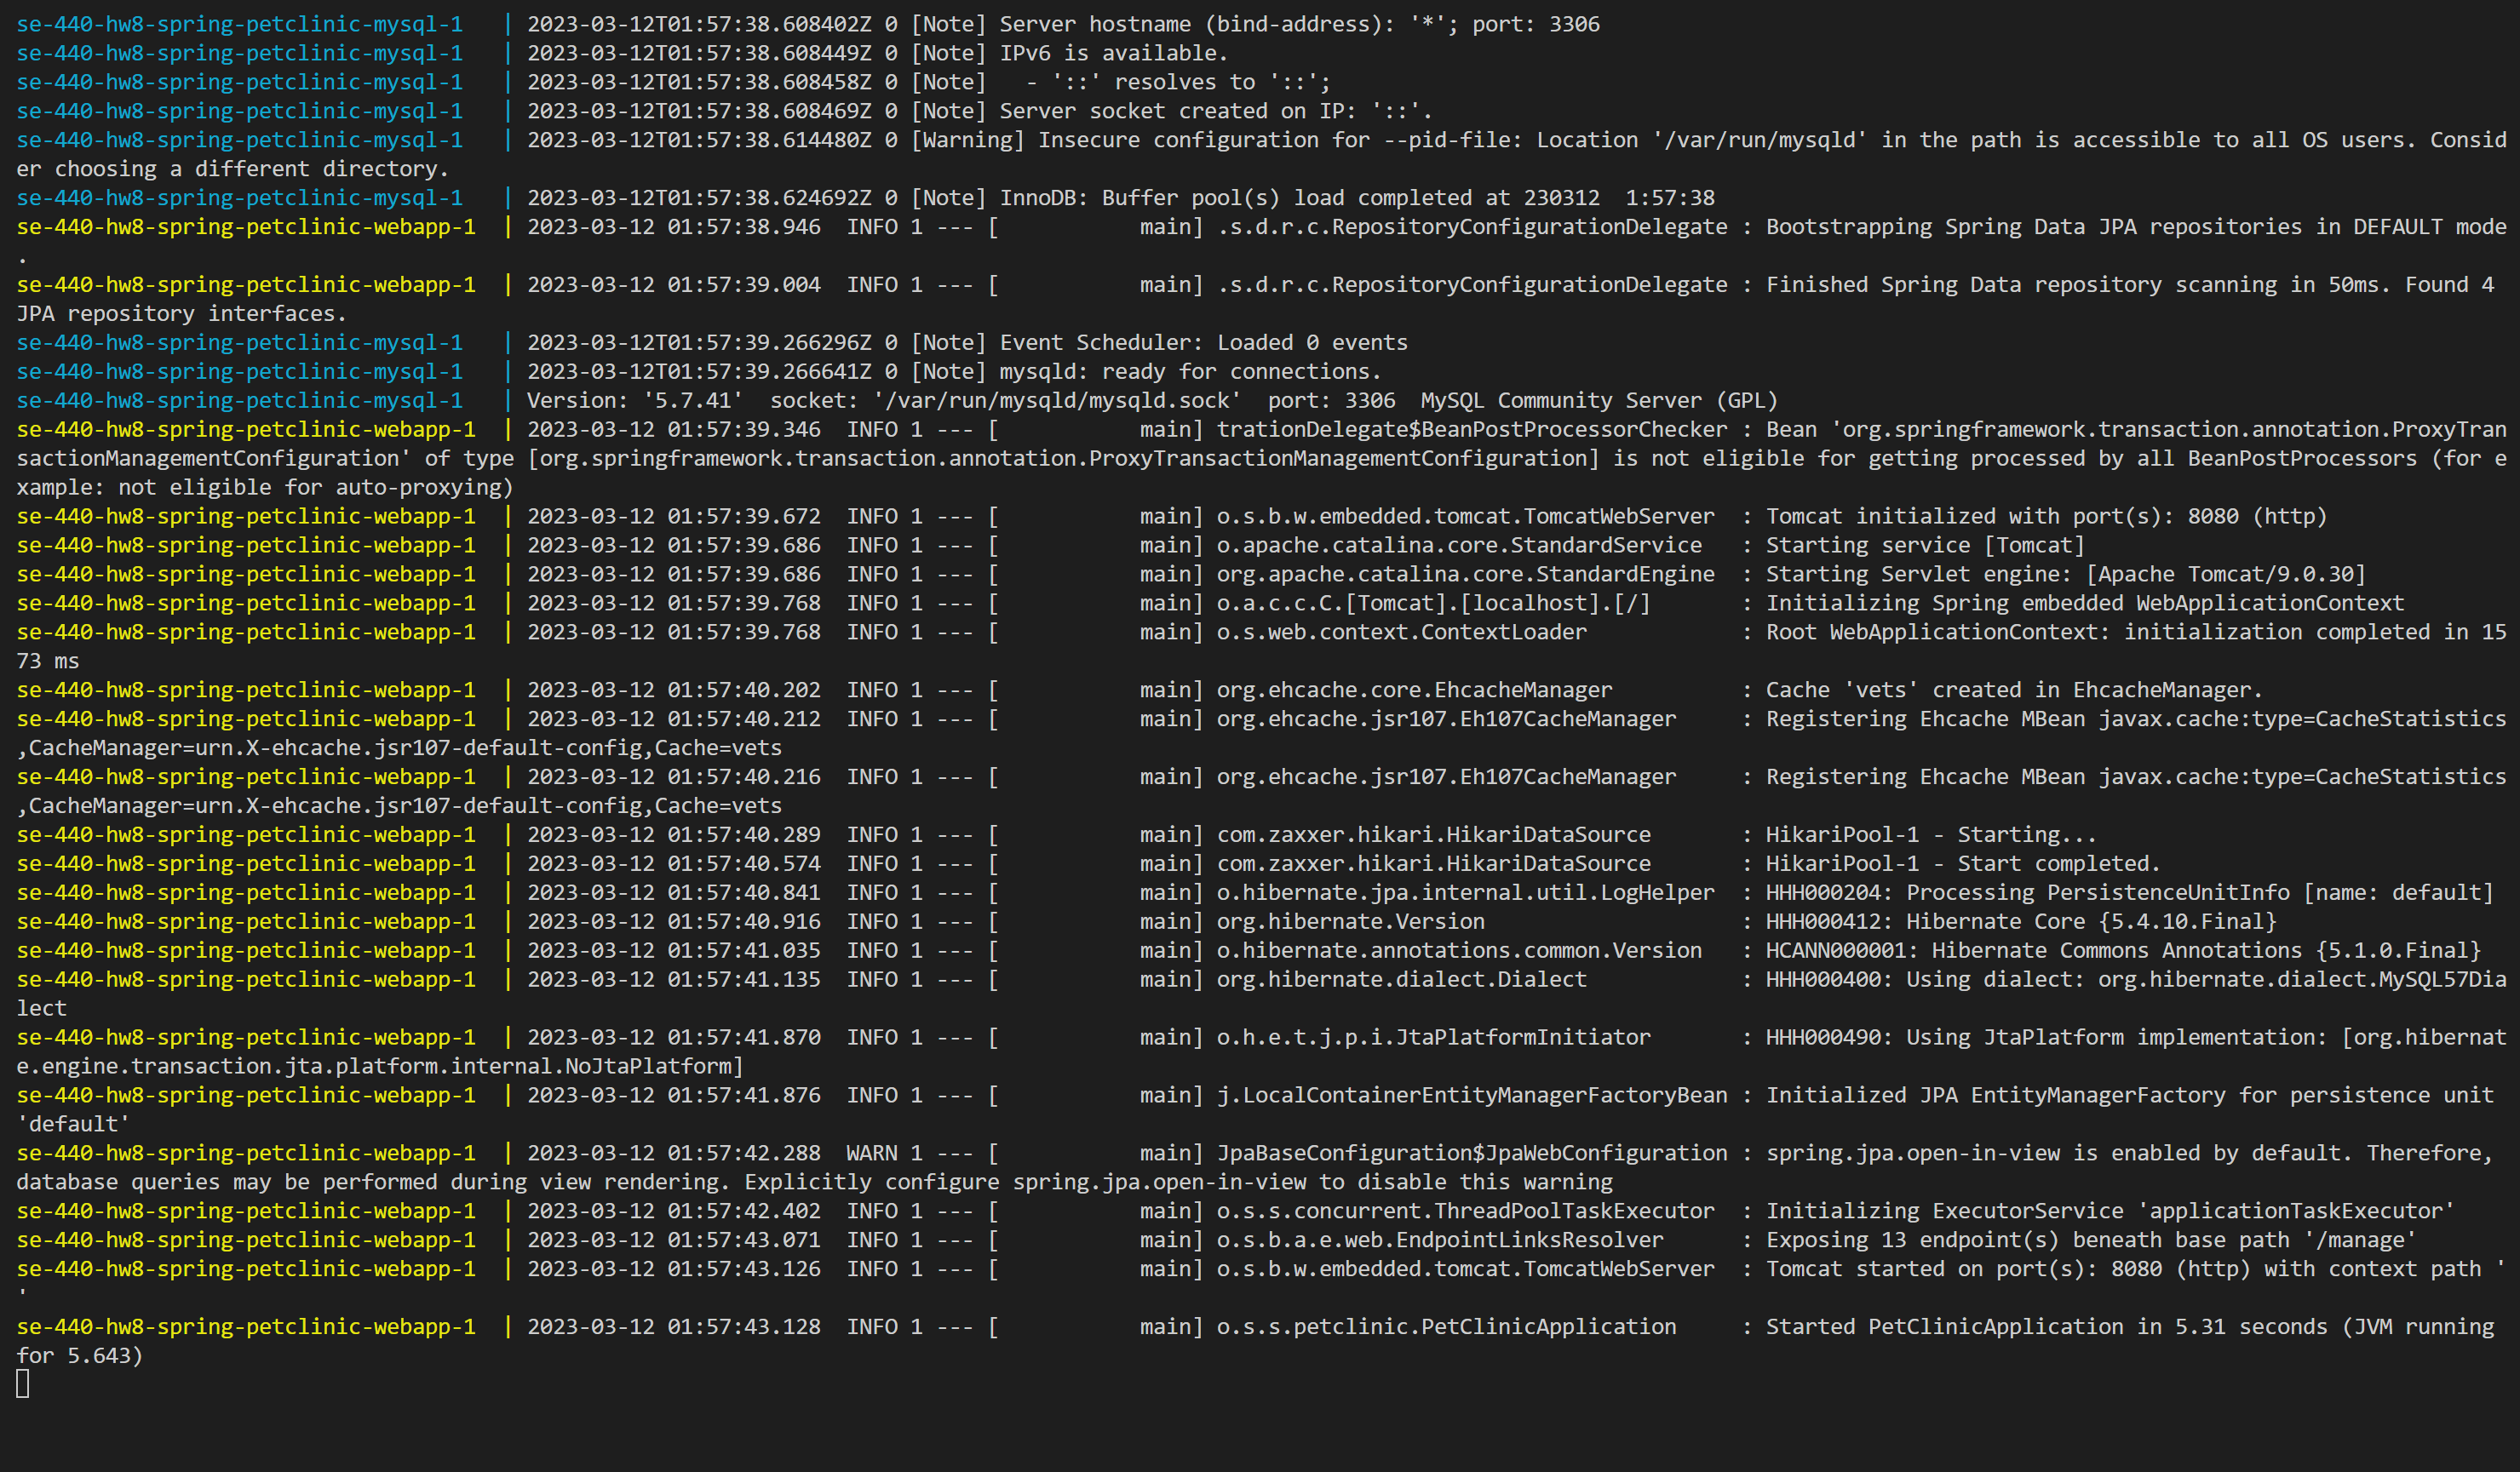 se-440-hw8-spring-petclinic-mysql-1   | 2023-03-12T01:57:38.608402Z 0 [Note] Server hostname (bind-address): '*'; port: 3306
se-440-hw8-spring-petclinic-mysql-1   | 2023-03-12T01:57:38.608449Z 0 [Note] IPv6 is available.
se-440-hw8-spring-petclinic-mysql-1   | 2023-03-12T01:57:38.608458Z 0 [Note]   - '::' resolves to '::';
se-440-hw8-spring-petclinic-mysql-1   | 2023-03-12T01:57:38.608469Z 0 [Note] Server socket created on IP: '::'.
se-440-hw8-spring-petclinic-mysql-1   | 2023-03-12T01:57:38.614480Z 0 [Warning] Insecure configuration for --pid-file: Location '/var/run/mysqld' in the path is accessible to all OS users. Consid
er choosing a different directory.
se-440-hw8-spring-petclinic-mysql-1   | 2023-03-12T01:57:38.624692Z 0 [Note] InnoDB: Buffer pool(s) load completed at 230312  1:57:38
se-440-hw8-spring-petclinic-webapp-1  | 2023-03-12 01:57:38.946  INFO 1 --- [           main] .s.d.r.c.RepositoryConfigurationDelegate : Bootstrapping Spring Data JPA repositories in DEFAULT mode
.
se-440-hw8-spring-petclinic-webapp-1  | 2023-03-12 01:57:39.004  INFO 1 --- [           main] .s.d.r.c.RepositoryConfigurationDelegate : Finished Spring Data repository scanning in 50ms. Found 4
JPA repository interfaces.
se-440-hw8-spring-petclinic-mysql-1   | 2023-03-12T01:57:39.266296Z 0 [Note] Event Scheduler: Loaded 0 events
se-440-hw8-spring-petclinic-mysql-1   | 2023-03-12T01:57:39.266641Z 0 [Note] mysqld: ready for connections.
se-440-hw8-spring-petclinic-mysql-1   | Version: '5.7.41'  socket: '/var/run/mysqld/mysqld.sock'  port: 3306  MySQL Community Server (GPL)
se-440-hw8-spring-petclinic-webapp-1  | 2023-03-12 01:57:39.346  INFO 1 --- [           main] trationDelegate$BeanPostProcessorChecker : Bean 'org.springframework.transaction.annotation.ProxyTran
sactionManagementConfiguration' of type [org.springframework.transaction.annotation.ProxyTransactionManagementConfiguration] is not eligible for getting processed by all BeanPostProcessors (for e
xample: not eligible for auto-proxying)
se-440-hw8-spring-petclinic-webapp-1  | 2023-03-12 01:57:39.672  INFO 1 --- [           main] o.s.b.w.embedded.tomcat.TomcatWebServer  : Tomcat initialized with port(s): 8080 (http)
se-440-hw8-spring-petclinic-webapp-1  | 2023-03-12 01:57:39.686  INFO 1 --- [           main] o.apache.catalina.core.StandardService   : Starting service [Tomcat]
se-440-hw8-spring-petclinic-webapp-1  | 2023-03-12 01:57:39.686  INFO 1 --- [           main] org.apache.catalina.core.StandardEngine  : Starting Servlet engine: [Apache Tomcat/9.0.30]
se-440-hw8-spring-petclinic-webapp-1  | 2023-03-12 01:57:39.768  INFO 1 --- [           main] o.a.c.c.C.[Tomcat].[localhost].[/]       : Initializing Spring embedded WebApplicationContext
se-440-hw8-spring-petclinic-webapp-1  | 2023-03-12 01:57:39.768  INFO 1 --- [           main] o.s.web.context.ContextLoader            : Root WebApplicationContext: initialization completed in 15
73 ms
se-440-hw8-spring-petclinic-webapp-1  | 2023-03-12 01:57:40.202  INFO 1 --- [           main] org.ehcache.core.EhcacheManager          : Cache 'vets' created in EhcacheManager.
se-440-hw8-spring-petclinic-webapp-1  | 2023-03-12 01:57:40.212  INFO 1 --- [           main] org.ehcache.jsr107.Eh107CacheManager     : Registering Ehcache MBean javax.cache:type=CacheStatistics
,CacheManager=urn.X-ehcache.jsr107-default-config,Cache=vets
se-440-hw8-spring-petclinic-webapp-1  | 2023-03-12 01:57:40.216  INFO 1 --- [           main] org.ehcache.jsr107.Eh107CacheManager     : Registering Ehcache MBean javax.cache:type=CacheStatistics
,CacheManager=urn.X-ehcache.jsr107-default-config,Cache=vets
se-440-hw8-spring-petclinic-webapp-1  | 2023-03-12 01:57:40.289  INFO 1 --- [           main] com.zaxxer.hikari.HikariDataSource       : HikariPool-1 - Starting...
se-440-hw8-spring-petclinic-webapp-1  | 2023-03-12 01:57:40.574  INFO 1 --- [           main] com.zaxxer.hikari.HikariDataSource       : HikariPool-1 - Start completed.
se-440-hw8-spring-petclinic-webapp-1  | 2023-03-12 01:57:40.841  INFO 1 --- [           main] o.hibernate.jpa.internal.util.LogHelper  : HHH000204: Processing PersistenceUnitInfo [name: default]
se-440-hw8-spring-petclinic-webapp-1  | 2023-03-12 01:57:40.916  INFO 1 --- [           main] org.hibernate.Version                    : HHH000412: Hibernate Core {5.4.10.Final}
se-440-hw8-spring-petclinic-webapp-1  | 2023-03-12 01:57:41.035  INFO 1 --- [           main] o.hibernate.annotations.common.Version   : HCANN000001: Hibernate Commons Annotations {5.1.0.Final}
se-440-hw8-spring-petclinic-webapp-1  | 2023-03-12 01:57:41.135  INFO 1 --- [           main] org.hibernate.dialect.Dialect            : HHH000400: Using dialect: org.hibernate.dialect.MySQL57Dia
lect
se-440-hw8-spring-petclinic-webapp-1  | 2023-03-12 01:57:41.870  INFO 1 --- [           main] o.h.e.t.j.p.i.JtaPlatformInitiator       : HHH000490: Using JtaPlatform implementation: [org.hibernat
e.engine.transaction.jta.platform.internal.NoJtaPlatform]
se-440-hw8-spring-petclinic-webapp-1  | 2023-03-12 01:57:41.876  INFO 1 --- [           main] j.LocalContainerEntityManagerFactoryBean : Initialized JPA EntityManagerFactory for persistence unit
'default'
se-440-hw8-spring-petclinic-webapp-1  | 2023-03-12 01:57:42.288  WARN 1 --- [           main] JpaBaseConfiguration$JpaWebConfiguration : spring.jpa.open-in-view is enabled by default. Therefore,
database queries may be performed during view rendering. Explicitly configure spring.jpa.open-in-view to disable this warning
se-440-hw8-spring-petclinic-webapp-1  | 2023-03-12 01:57:42.402  INFO 1 --- [           main] o.s.s.concurrent.ThreadPoolTaskExecutor  : Initializing ExecutorService 'applicationTaskExecutor'
se-440-hw8-spring-petclinic-webapp-1  | 2023-03-12 01:57:43.071  INFO 1 --- [           main] o.s.b.a.e.web.EndpointLinksResolver      : Exposing 13 endpoint(s) beneath base path '/manage'
se-440-hw8-spring-petclinic-webapp-1  | 2023-03-12 01:57:43.126  INFO 1 --- [           main] o.s.b.w.embedded.tomcat.TomcatWebServer  : Tomcat started on port(s): 8080 (http) with context path '
'
se-440-hw8-spring-petclinic-webapp-1  | 2023-03-12 01:57:43.128  INFO 1 --- [           main] o.s.s.petclinic.PetClinicApplication     : Started PetClinicApplication in 5.31 seconds (JVM running
for 5.643)